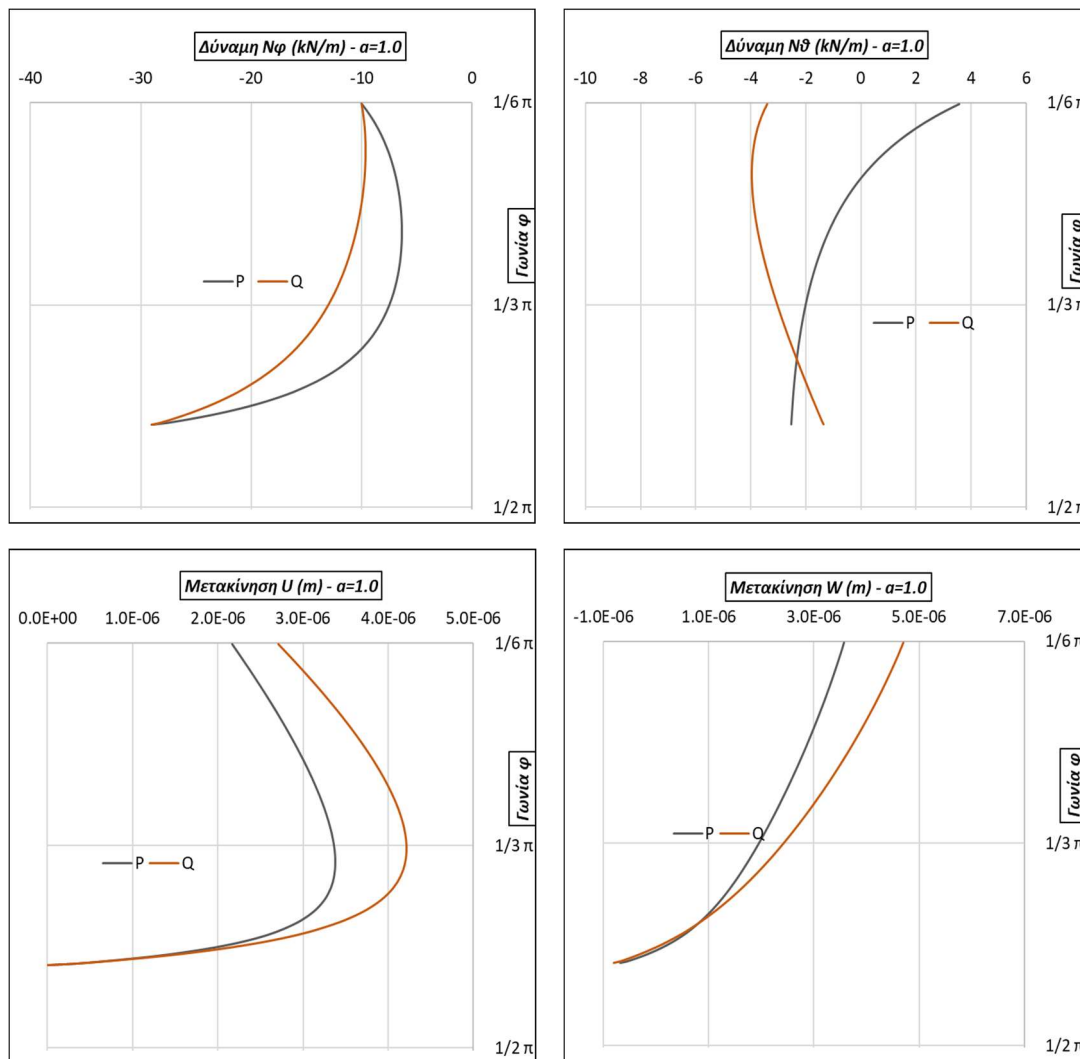 Δύναμη Νφ (kN/m) - a=1.0
-40 -30 -20 -10 0
1/6 π
Γωνία φ
P Q
1/3 π
1/2 π
Δύναμη Νϑ (kN/m) - a=1.0
-10 -8 -6 -4 -2 0 2 4 6
1/6 π
Γωνία φ
1/3 π
P Q
1/2 π
Μετακίνηση U (m) - a=1.0
0.0E+00 1.0E-06 2.0E-06 3.0E-06 4.0E-06 5.0E-06
1/6 π
Γωνία φ
1/3 π
P Q
1/2 π
Μετακίνηση W (m) - a=1.0
-1.0E-06 1.0E-06 3.0E-06 5.0E-06 7.0E-06
1/6 π
Γωνία φ
P Q
1/3 π
1/2 π